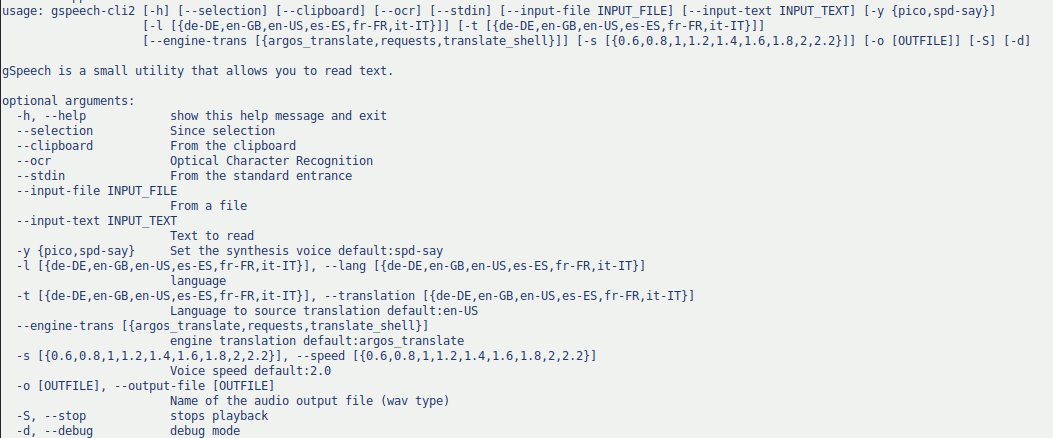 usage: gspeech-cli2 [-h] [--selection] [--clipboard] [--ocr] [--stdin] [--input-file INPUT_FILE] [--input-text INPUT_TEXT] [-y {pico,spd-say}]
[-l [{de-DE,en-GB,en-US,es-ES,fr-FR,it-IT}]] [-t [{de-DE,en-GB,en-US,es-ES,fr-FR,it-IT}]]
[--engine-trans [{argos_translate,requests,translate_shell}]] [-s [{0.6,0.8,1,1.2,1.4,1.6,1.8,2,2.2}]] [-o [OUTFILE]] [-S] [-d]
gSpeech is a small utility that allows you to read text.
optional arguments:
-h, --help show this help message and exit
--selection Since selection
--clipboard From the clipboard
--ocr Optical Character Recognition
--stdin From the standard entrance
--input-file INPUT_FILE
From a file
--input-text INPUT_TEXT
Text to read
-y {pico,spd-say} Set the synthesis voice default:spd-say
-l [{de-DE,en-GB,en-US,es-ES,fr-FR,it-IT}], --lang [{de-DE,en-GB,en-US,es-ES,fr-FR,it-IT}]
language
-t [{de-DE,en-GB,en-US,es-ES,fr-FR,it-IT}], --translation [{de-DE,en-GB,en-US,es-ES,fr-FR,it-IT}]
Language to source translation default:en-US
--engine-trans [{argos_translate,requests,translate_shell}]
engine translation default:argos_translate
-s [{0.6,0.8,1,1.2,1.4,1.6,1.8,2,2.2}], --speed [{0.6,0.8,1,1.2,1.4,1.6,1.8,2,2.2}]
Voice speed default:2.0
-o [OUTFILE], --output-file [OUTFILE]
Name of the audio output file (wav type)
-S, --stop stops playback
-d, --debug debug mode